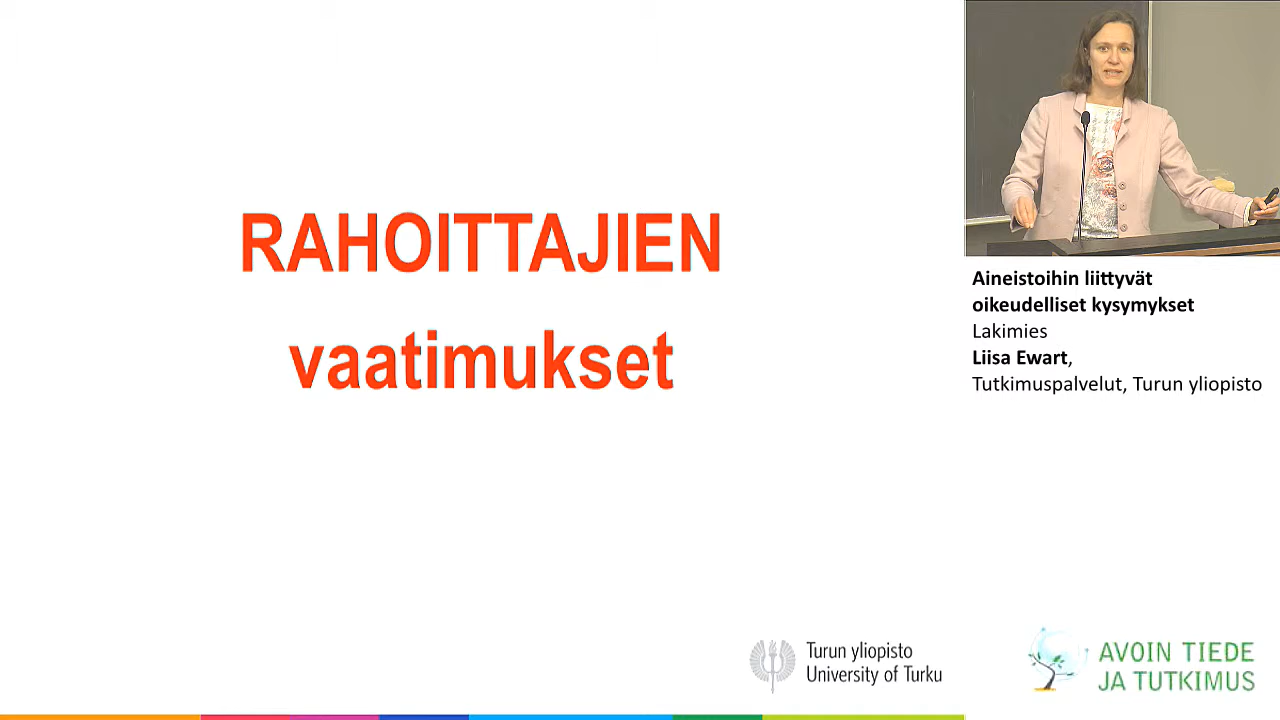 RAHOITTAJIEN
vaatimukset
Aineistoihin liittyvät
oikeudelliset kysymykset
Lakimies
Liisa Ewart,
Tutkimuspalvelut, Turun yliopisto
Turun yliopisto
University of Turku
AVOIN TIEDE
JA TUTKIMUS